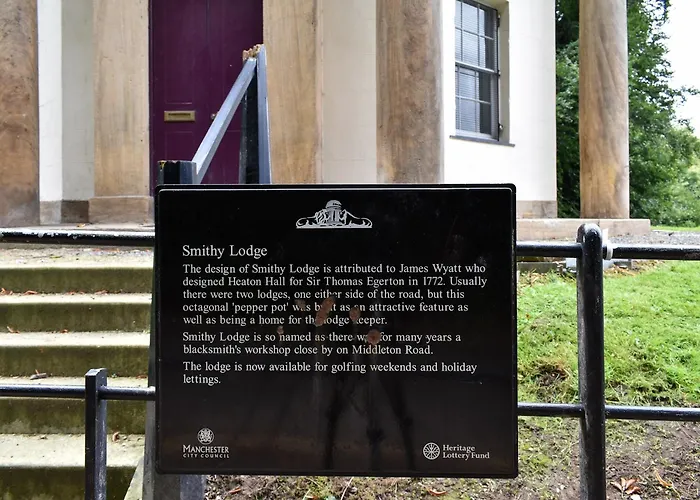 Smithy Lodge
The design of Smithy Lodge is attributed to James Wyatt who
designed Heaton Hall for Sir Thomas Egerton in 1772. Usually
there were two lodges, one either side of the road, but this
octagonal 'pepper pot' was built as an attractive feature as
well as being a home for the lodge keeper.
Smithy Lodge is so named as there was for many years a
blacksmith's workshop close by on Middleton Road.
The lodge is now available for golfing weekends and holiday
lettings.
MANCHESTER
CITY COUNCIL
Heritage
Lottery Fund